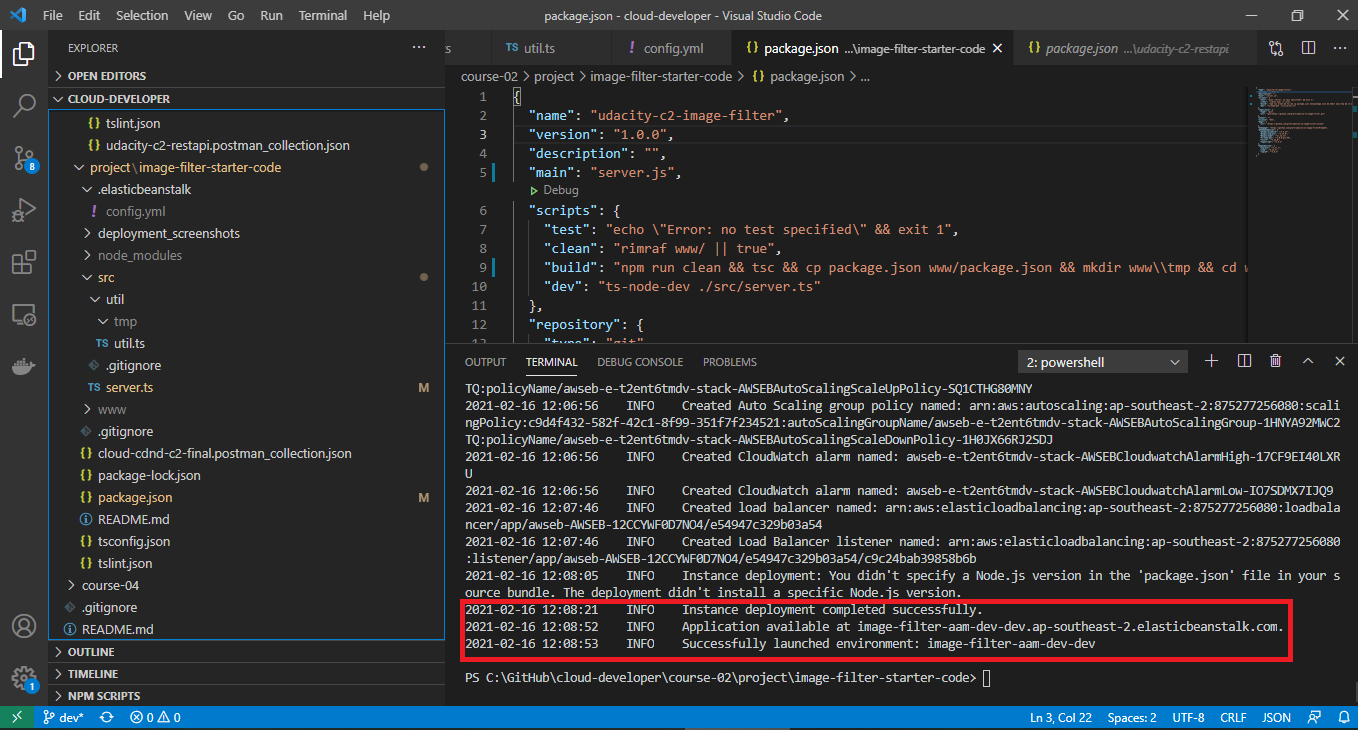 File Edit Selection View Go Run Terminal Help
package.json - cloud-developer - Visual Studio Code
EXPLORER
OPEN EDITORS
CLOUD-DEVELOPER
{} tslint.json
{} udacity-c2-restapi.postman_collection.json
project\image-filter-starter-code
.elasticbeanstalk
! config.yml
deployment_screenshots
node_modules
src
util
tmp
TS util.ts
.gitignore
TS server.ts M
www
.gitignore
{} cloud-cdnd-c2-final.postman_collection.json
{} package-lock.json
{} package.json M
README.md
{} tsconfig.json
{} tslint.json
course-04
.gitignore
README.md
OUTLINE
TIMELINE
NPM SCRIPTS
8
1
s TS util.ts ! config.yml {} package.json ...\image-filter-starter-code {} package.json ...\udacity-c2-restapi
course-02 > project > image-filter-starter-code > {} package.json > ...
1 {
2 "name": "udacity-c2-image-filter",
3 "version": "1.0.0",
4 "description": "",
5 "main": "server.js",
Debug
6 "scripts": {
7 "test": "echo \"Error: no test specified\" && exit 1",
8 "clean": "rimraf www/ || true",
9 "build": "npm run clean && tsc && cp package.json www/package.json && mkdir www\\tmp && cd w
10 "dev": "ts-node-dev ./src/server.ts"
11 },
12 "repository": {
"type": "git"
OUTPUT TERMINAL DEBUG CONSOLE PROBLEMS 2: powershell
TQ:policyName/awseb-e-t2ent6tmdv-stack-AWSEBAutoScalingScaleUpPolicy-SQ1CTHG80MNY
2021-02-16 12:06:56 INFO Created Auto Scaling group policy named: arn:aws:autoscaling:ap-southeast-2:875277256080:scali
ngPolicy:c9d4f432-582f-42c1-8f99-351f7f234521:autoScalingGroupName/awseb-e-t2ent6tmdv-stack-AWSEBAutoScalingGroup-1HNYA92MWC2
TQ:policyName/awseb-e-t2ent6tmdv-stack-AWSEBAutoScalingScaleDownPolicy-1H0JX66RJ2SDJ
2021-02-16 12:06:56 INFO Created CloudWatch alarm named: awseb-e-t2ent6tmdv-stack-AWSEBCloudwatchAlarmHigh-17CF9EI40LXR
U
2021-02-16 12:06:56 INFO Created CloudWatch alarm named: awseb-e-t2ent6tmdv-stack-AWSEBCloudwatchAlarmLow-IO7SDMX7IJQ9
2021-02-16 12:07:46 INFO Created load balancer named: arn:aws:elasticloadbalancing:ap-southeast-2:875277256080:loadbala
ncer/app/awseb-AWSEB-12CCYWF0D7NO4/e54947c329b03a54
2021-02-16 12:07:46 INFO Created Load Balancer listener named: arn:aws:elasticloadbalancing:ap-southeast-2:875277256080
:listener/app/awseb-AWSEB-12CCYWF0D7NO4/e54947c329b03a54/c9c24bab39858b6b
2021-02-16 12:08:05 INFO Instance deployment: You didn't specify a Node.js version in the 'package.json' file in your s
ource bundle. The deployment didn't install a specific Node.js version.
2021-02-16 12:08:21 INFO Instance deployment completed successfully.
2021-02-16 12:08:52 INFO Application available at image-filter-aam-dev-dev.ap-southeast-2.elasticbeanstalk.com.
2021-02-16 12:08:53 INFO Successfully launched environment: image-filter-aam-dev-dev
PS C:\GitHub\cloud-developer\course-02\project\image-filter-starter-code>
dev* 0 0 Ln 3, Col 22 Spaces: 2 UTF-8 CRLF JSON